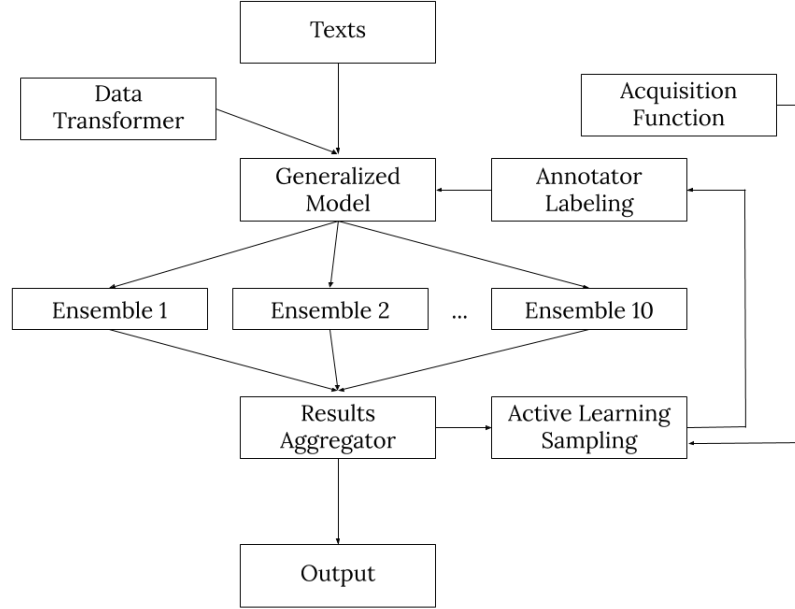 Texts
Data
Transformer
Acquisition
Function
Generalized
Model
Annotator
Labeling
Ensemble 1
Ensemble 2
...
Ensemble 10
Results
Aggregator
Active Learning
Sampling
Output